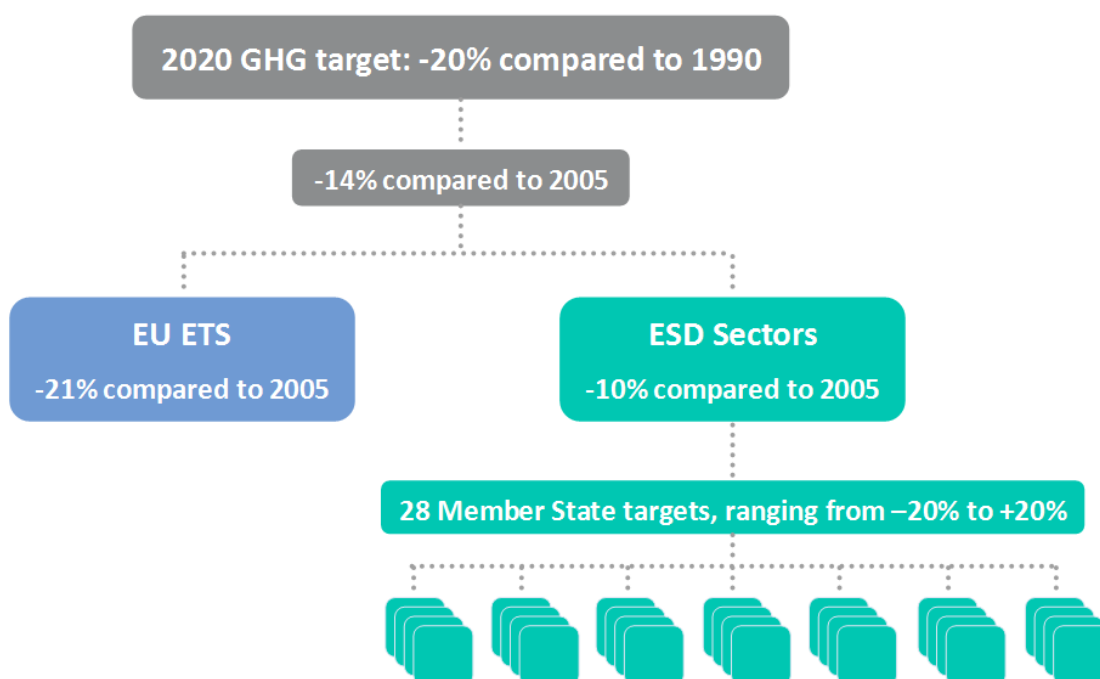 2020 GHG target: -20% compared to 1990
-14% compared to 2005
EU ETS
-21% compared to 2005
ESD Sectors
-10% compared to 2005
28 Member State targets, ranging from –20% to +20%